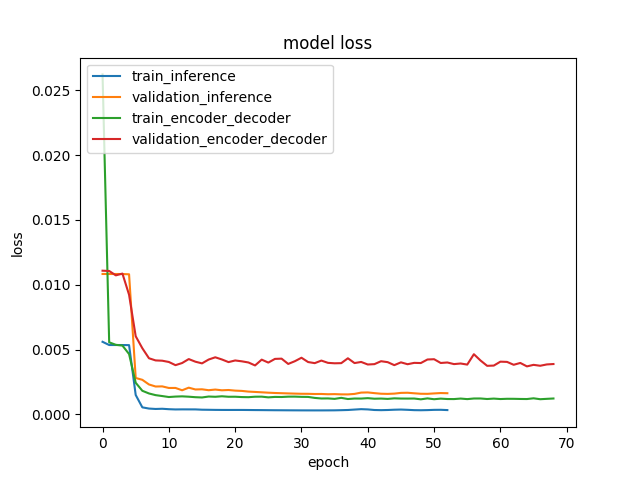 model loss
train_inference
validation_inference
train_encoder_decoder
validation_encoder_decoder
0.025
0.020
0.015
0.010
0.005
0.000
loss
0 10 20 30 40 50 60 70
epoch